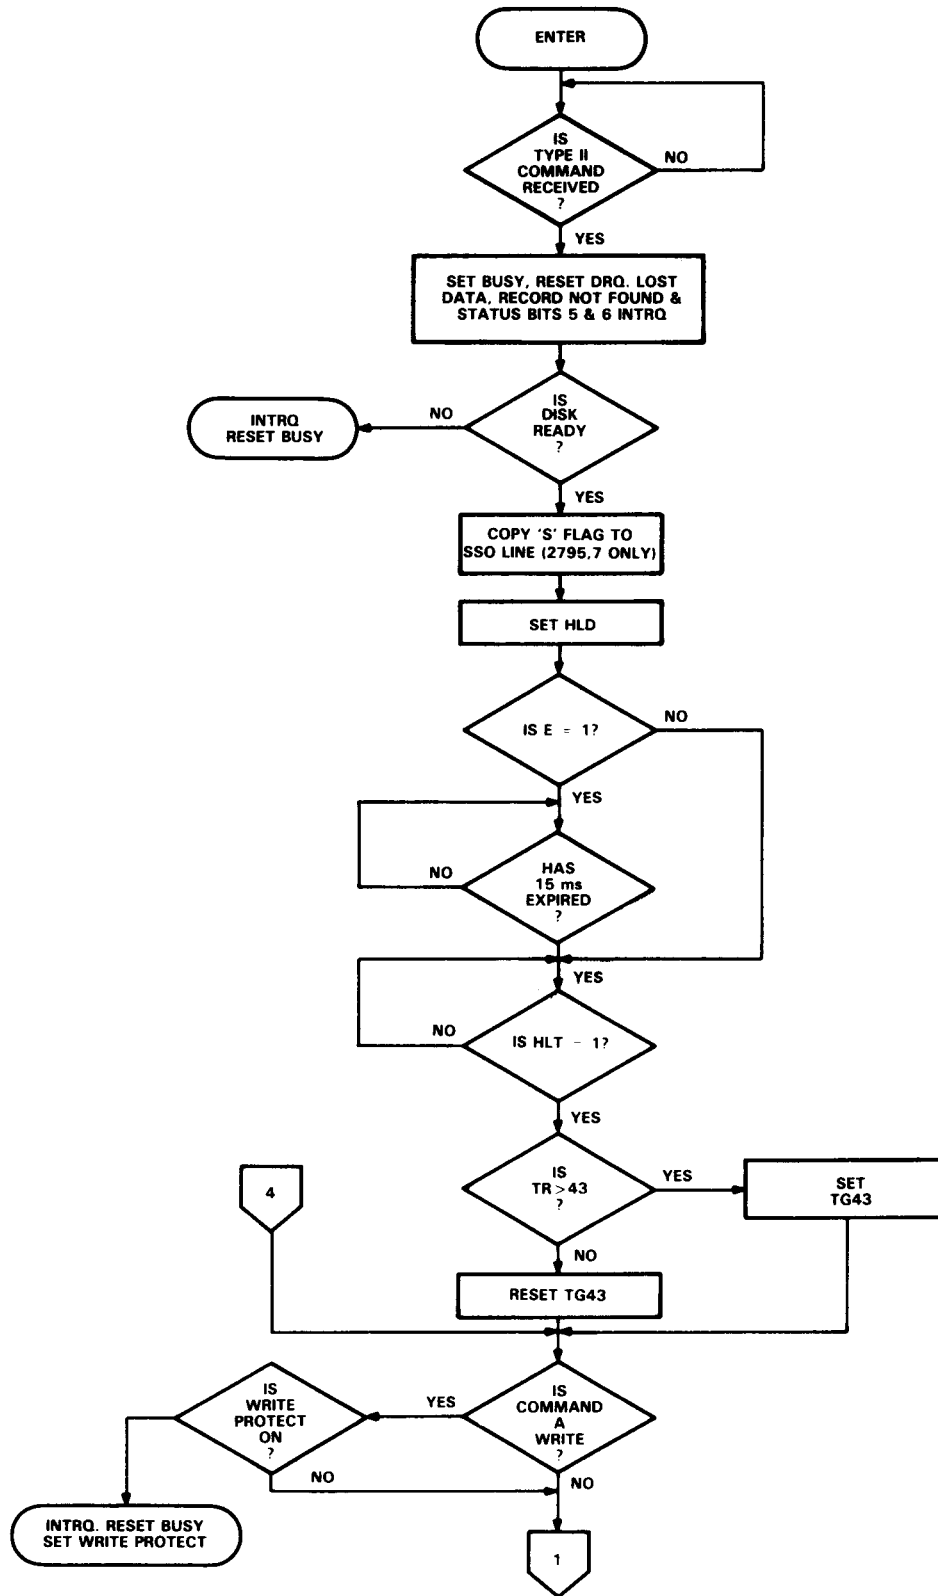 ENTER
IS
TYPE II
COMMAND
RECEIVED
?
NO
YES
SET BUSY, RESET DRQ. LOST
DATA, RECORD NOT FOUND &
STATUS BITS 5 & 6 INTRQ
IS
DISK
READY
?
NO
INTRQ
RESET BUSY
YES
COPY 'S' FLAG TO
SSO LINE (2795,7 ONLY)
SET HLD
IS E = 1?
NO
YES
HAS
15 ms
EXPIRED
?
NO
YES
IS HLT - 1?
NO
YES
IS
TR > 43
?
YES
SET
TG43
4
NO
RESET TG43
IS
COMMAND
A
WRITE
?
YES
IS
WRITE
PROTECT
ON
?
NO
NO
INTRQ. RESET BUSY
SET WRITE PROTECT
1